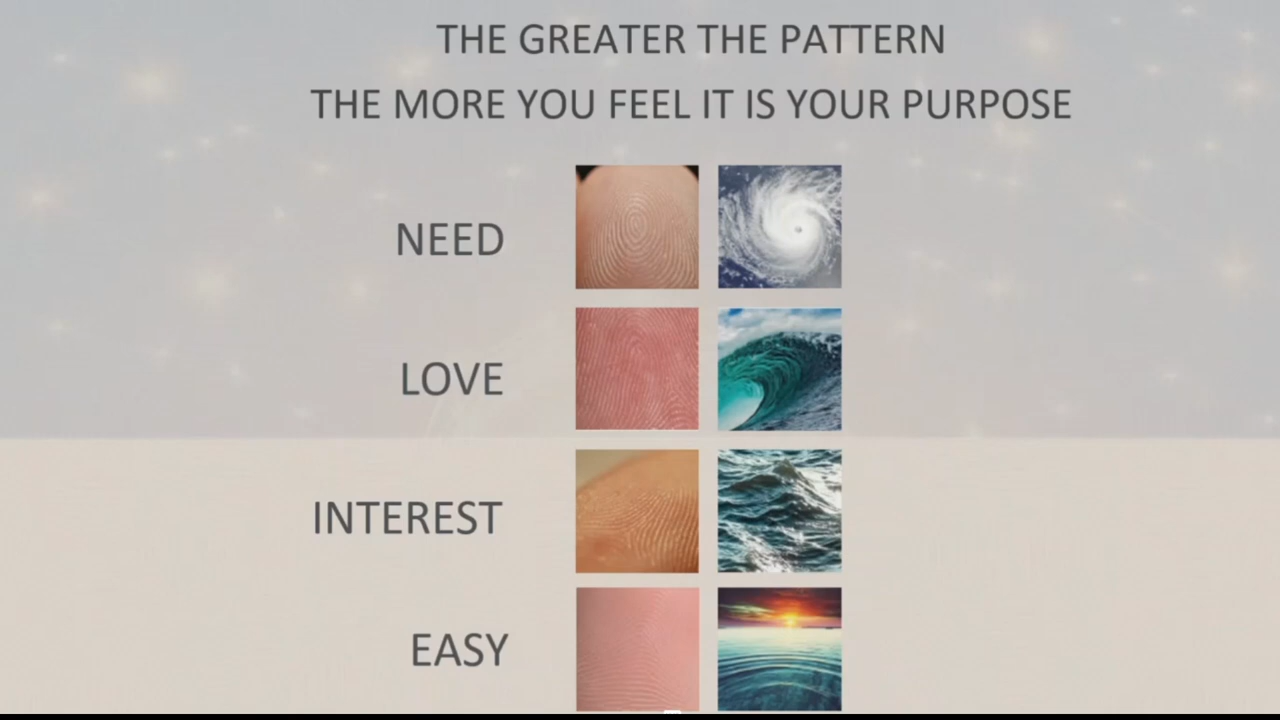 THE GREATER THE PATTERN
THE MORE YOU FEEL IT IS YOUR PURPOSE
NEED
LOVE
INTEREST
EASY